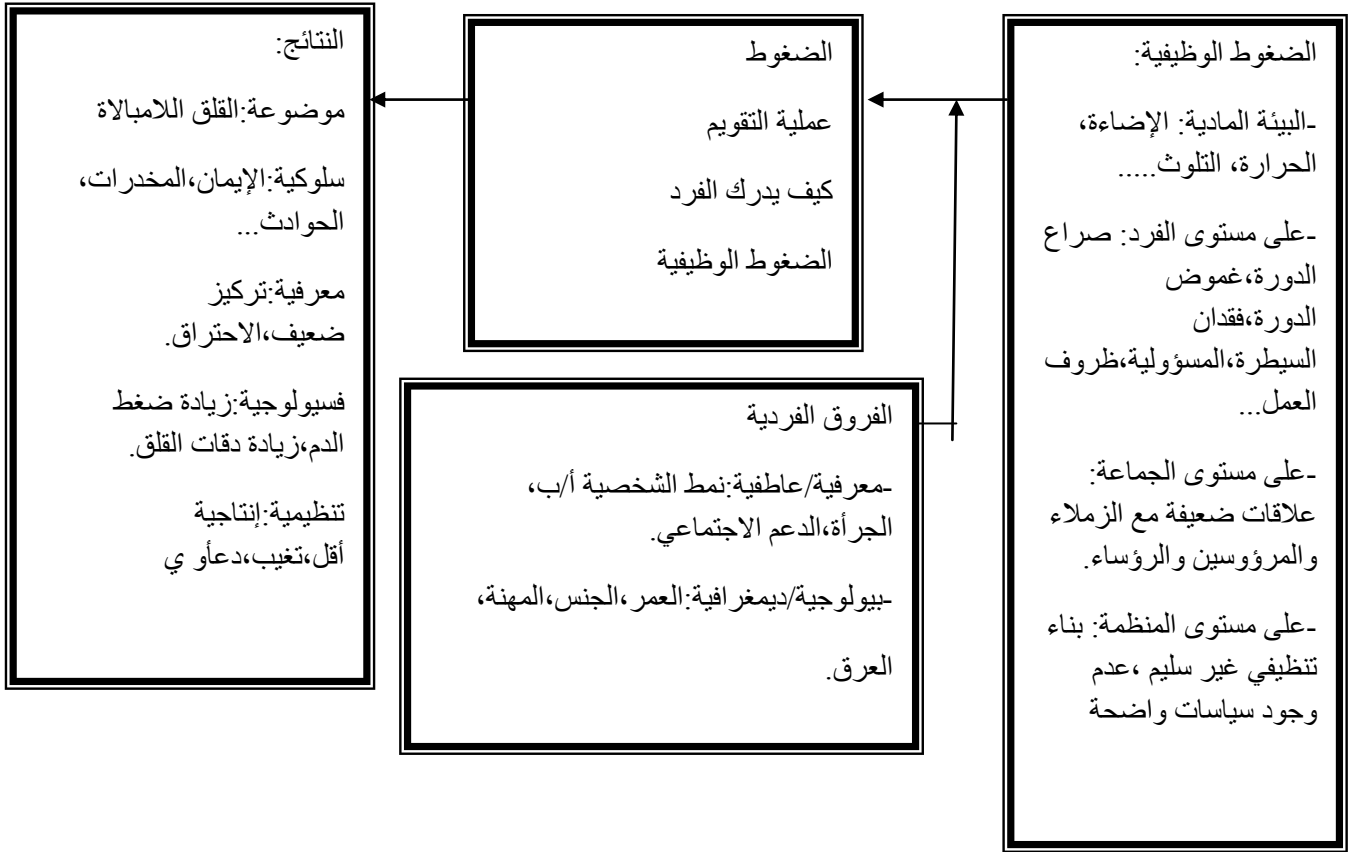 الضغوط الوظيفية:
-البيئة المادية: الإضاءة،
الحرارة، التلوث.....
-على مستوى الفرد: صراع
الدورة،غموض
الدورة،فقدان
السيطرة،المسؤولية،ظروف
العمل...
-على مستوى الجماعة:
علاقات ضعيفة مع الزملاء
والمرؤوسين والرؤساء.
-على مستوى المنظمة: بناء
تنظيفي غير سليم ،عدم
وجود سياسات واضحة
الضغوط
عملية التقويم
كيف يدرك الفرد
الضغوط الوظيفية
الفروق الفردية
-معرفية/عاطفية:نمط الشخصية أ/ب،
الجرأة،الدعم الاجتماعي.
-بيولوجية/ديمغرافية:العمر،الجنس،المهنة،
العرق.
النتائج:
موضوعة:القلق اللامبالاة
سلوكية:الإيمان،المخدرات،
الحوادث...
معرفية:تركيز
ضعيف،الاحتراق.
فسيولوجية:زيادة ضغط
الدم،زيادة دقات القلق.
تنظيمية:إنتاجية
أقل،تغيب،دعأو ي